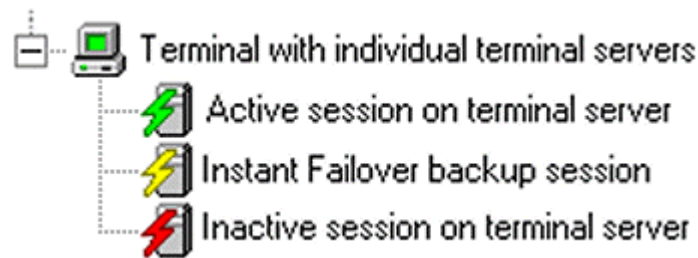 Terminal with individual terminal servers
Active session on terminal server
Instant Failover backup session
Inactive session on terminal server